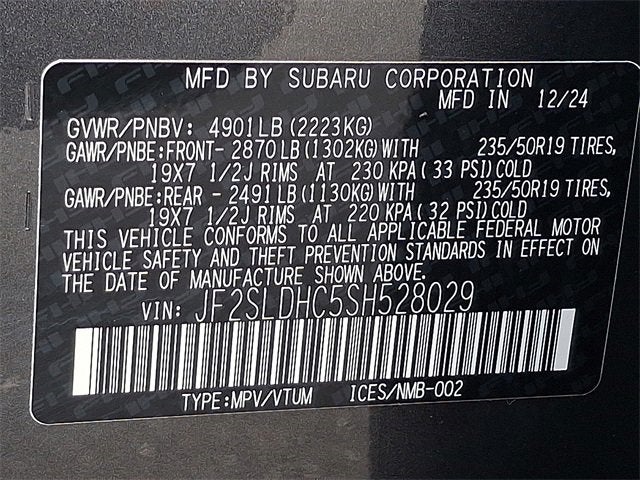 MFD BY SUBARU CORPORATION
MFD IN 12/24
GVWR/PNBV: 4901LB(2223KG)
GAWR/PNBE:FRONT- 2870LB(1302KG)WITH 235/50R19 TIRES,
19X7 1/2J RIMS AT 230 KPA(33 PSI)COLD
GAWR/PNBE:REAR - 2491LB(1130KG)WITH 235/50R19 TIRES,
19X7 1/2J RIMS AT 220 KPA(32 PSI)COLD
THIS VEHICLE CONFORMS TO ALL APPLICABLE FEDERAL MOTOR
VEHICLE SAFETY AND THEFT PREVENTION STANDARDS IN EFFECT ON
THE DATE OF MANUFACTURE SHOWN ABOVE.
VIN: JF2SLDHC5SH528029
TYPE:MPV/VTUM ICES/NMB-002